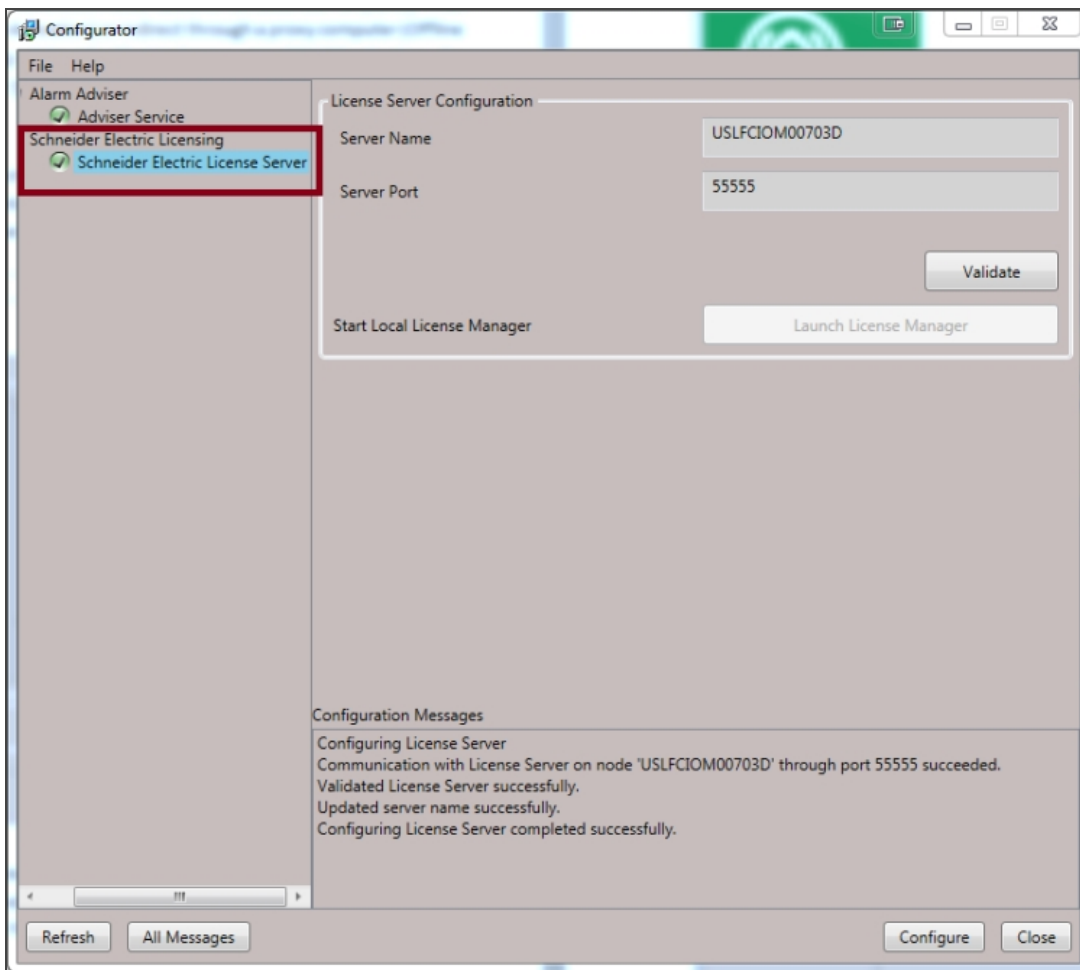 Configurator
File Help
Alarm Adviser
Adviser Service
Schneider Electric Licensing
Schneider Electric License Server
License Server Configuration
Server Name
USLFCIOM00703D
Server Port
55555
Validate
Start Local License Manager
Launch License Manager
Configuration Messages
Configuring License Server
Communication with License Server on node 'USLFCIOM00703D' through port 55555 succeeded.
Validated License Server successfully.
Updated server name successfully.
Configuring License Server completed successfully.
Refresh
All Messages
Configure
Close